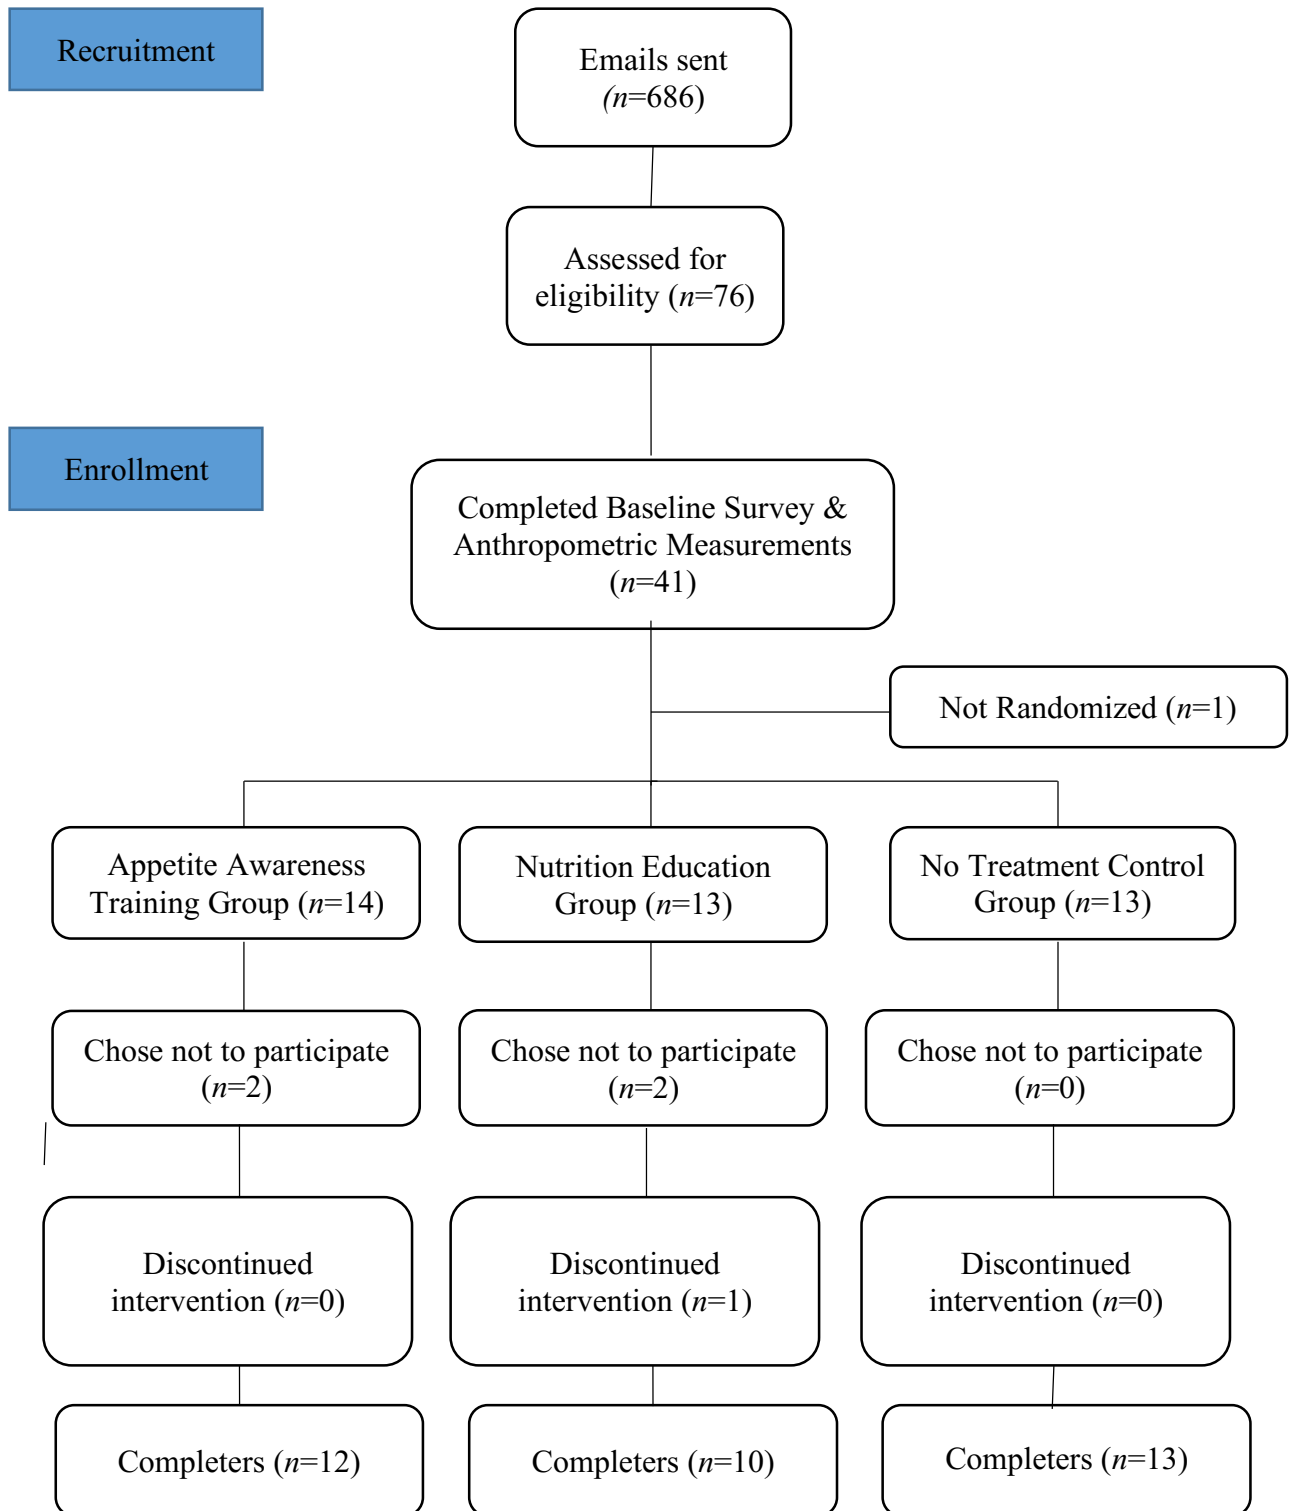 Recruitment
Emails sent
(n=686)
Assessed for
eligibility (n=76)
Enrollment
Completed Baseline Survey &
Anthropometric Measurements
(n=41)
Not Randomized (n=1)
Appetite Awareness
Training Group (n=14)
Nutrition Education
Group (n=13)
No Treatment Control
Group (n=13)
Chose not to participate
(n=2)
Chose not to participate
(n=2)
Chose not to participate
(n=0)
Discontinued
intervention (n=0)
Discontinued
intervention (n=1)
Discontinued
intervention (n=0)
Completers (n=12)
Completers (n=10)
Completers (n=13)